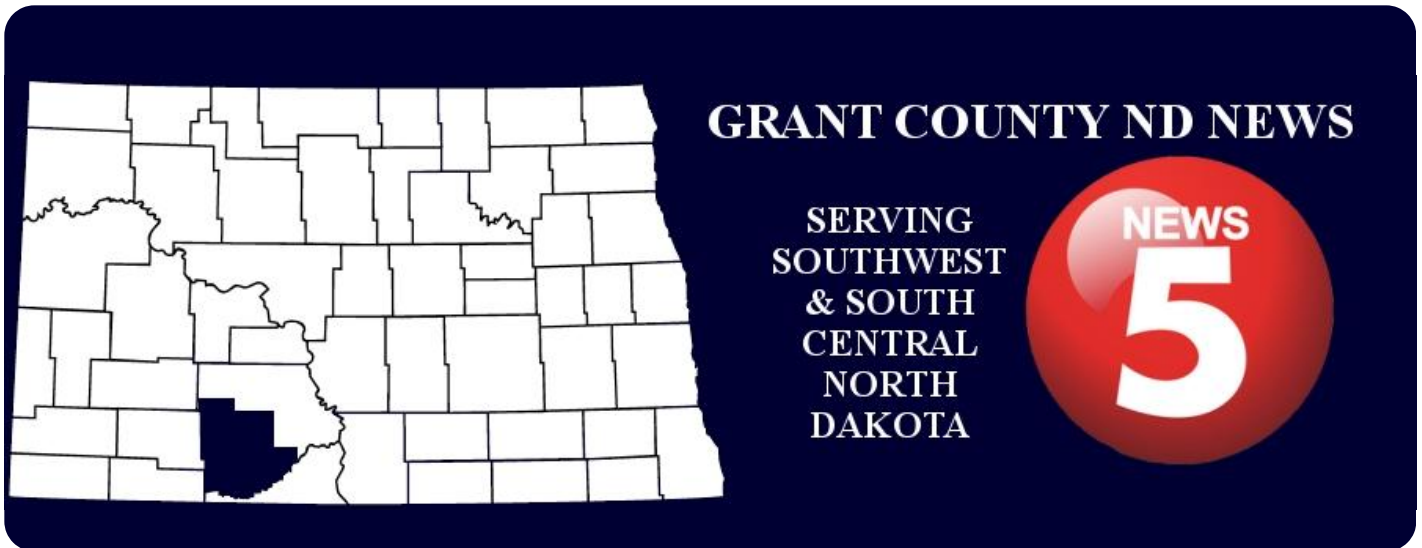 GRANT COUNTY ND NEWS
SERVING
SOUTHWEST
& SOUTH
CENTRAL
NORTH
DAKOTA
NEWS
5